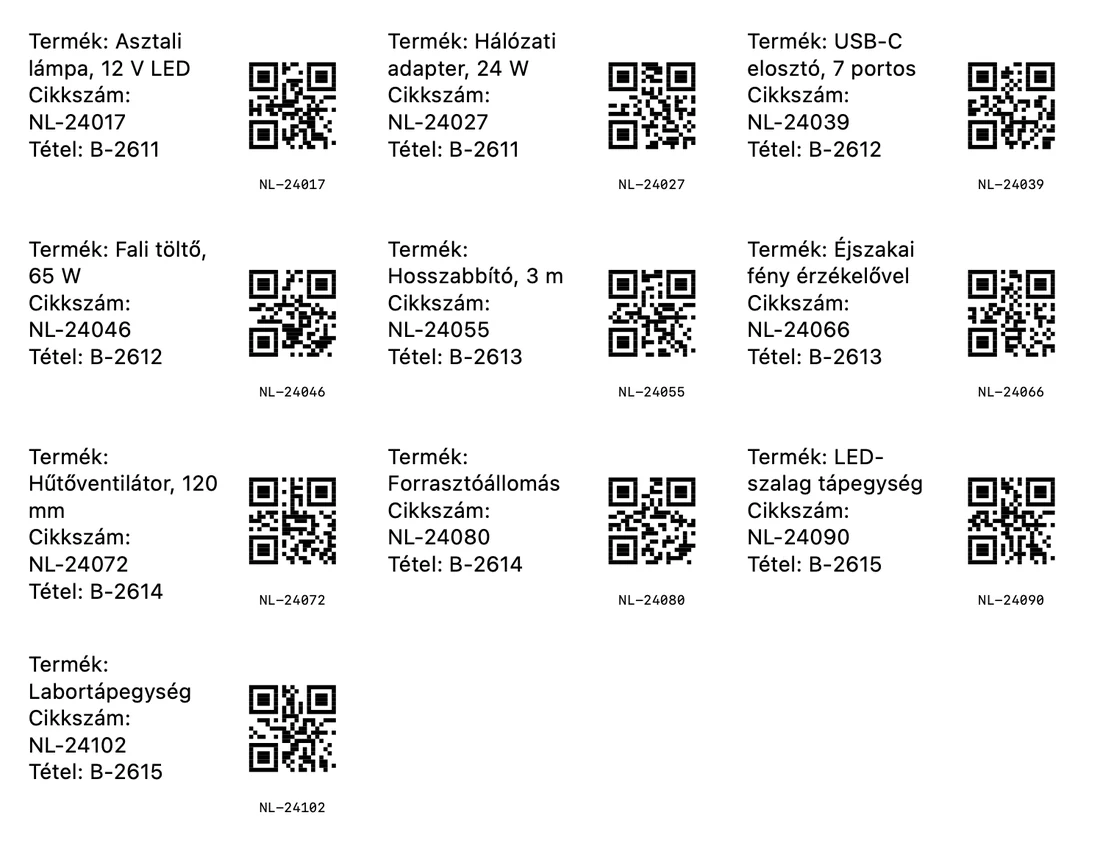 Termék: Asztali
lámpa, 12 V LED
Cikkszám:
NL-24017
Tétel: B-2611
NL-24017
Termék: Hálózati
adapter, 24 W
Cikkszám:
NL-24027
Tétel: B-2611
NL-24027
Termék: USB-C
elosztó, 7 portos
Cikkszám:
NL-24039
Tétel: B-2612
NL-24039
Termék: Fali töltő,
65 W
Cikkszám:
NL-24046
Tétel: B-2612
NL-24046
Termék:
Hosszabbító, 3 m
Cikkszám:
NL-24055
Tétel: B-2613
NL-24055
Termék: Éjszakai
fény érzékelővel
Cikkszám:
NL-24066
Tétel: B-2613
NL-24066
Termék:
Hűtőventilátor, 120
mm
Cikkszám:
NL-24072
Tétel: B-2614
NL-24072
Termék:
Forrasztóállomás
Cikkszám:
NL-24080
Tétel: B-2614
NL-24080
Termék: LED-
szalag tápegység
Cikkszám:
NL-24090
Tétel: B-2615
NL-24090
Termék:
Labortápegység
Cikkszám:
NL-24102
Tétel: B-2615
NL-24102